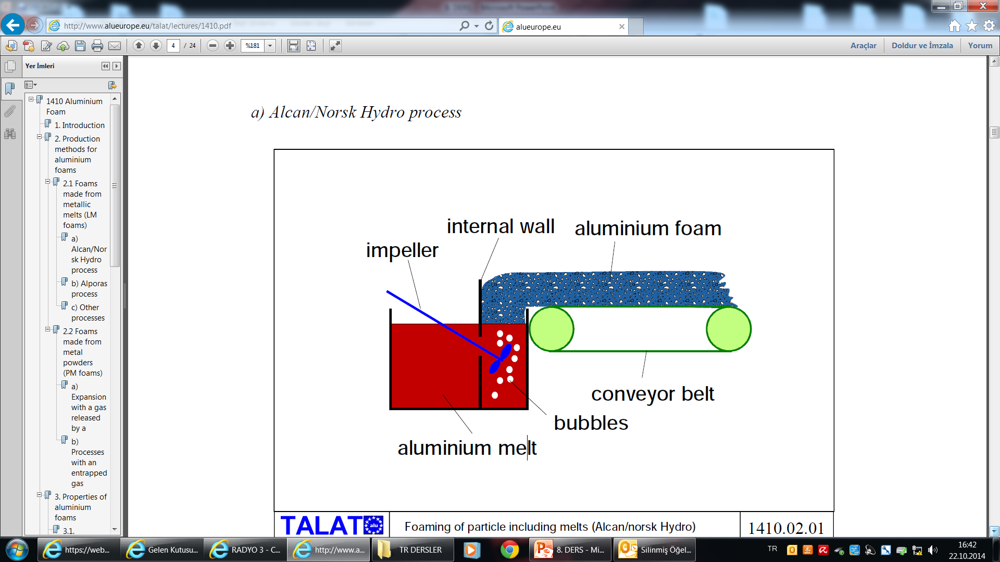 8. DERS - Microsoft PowerPoint
http://www.alueurope.eu/talat/lectures/1410.pdf
alueurope.eu
4 / 24
%181
Araçlar
Doldur ve İmzala
Yorum
Yer İmleri
1410 Aluminium
Foam
1. Introduction
2. Production
methods for
aluminium
foams
2.1 Foams
made from
metallic
melts (LM
foams)
a)
Alcan/Nor
sk Hydro
process
b) Alporas
process
c) Other
processes
2.2 Foams
made from
metal
powders
(PM foams)
a)
Expansion
with a gas
released
by a
b)
Processes
with an
entrapped
gas
3. Properties of
aluminium
foams
3.1.
a) Alcan/Norsk Hydro process
internal wall
aluminium foam
impeller
conveyor belt
bubbles
aluminium melt
TALAT
alu
Foaming of particle including melts (Alcan/norsk Hydro)
1410.02.01
https://web...
Gelen Kutusu...
RADYO 3 - C...
http://www.a...
TR DERSLER
8. DERS - Mi...
Silinmiş Öğel...
TR
16:42
22.10.2014